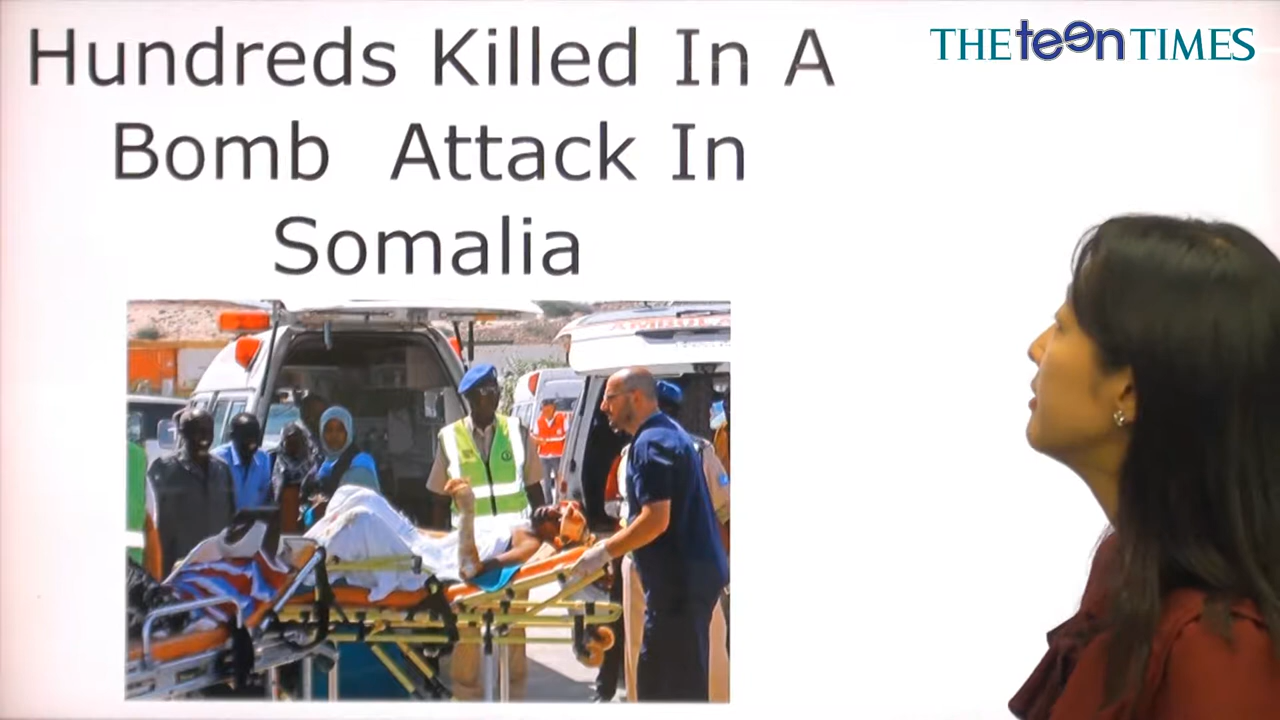 Hundreds Killed In A
Bomb Attack In
Somalia
THE teen TIMES